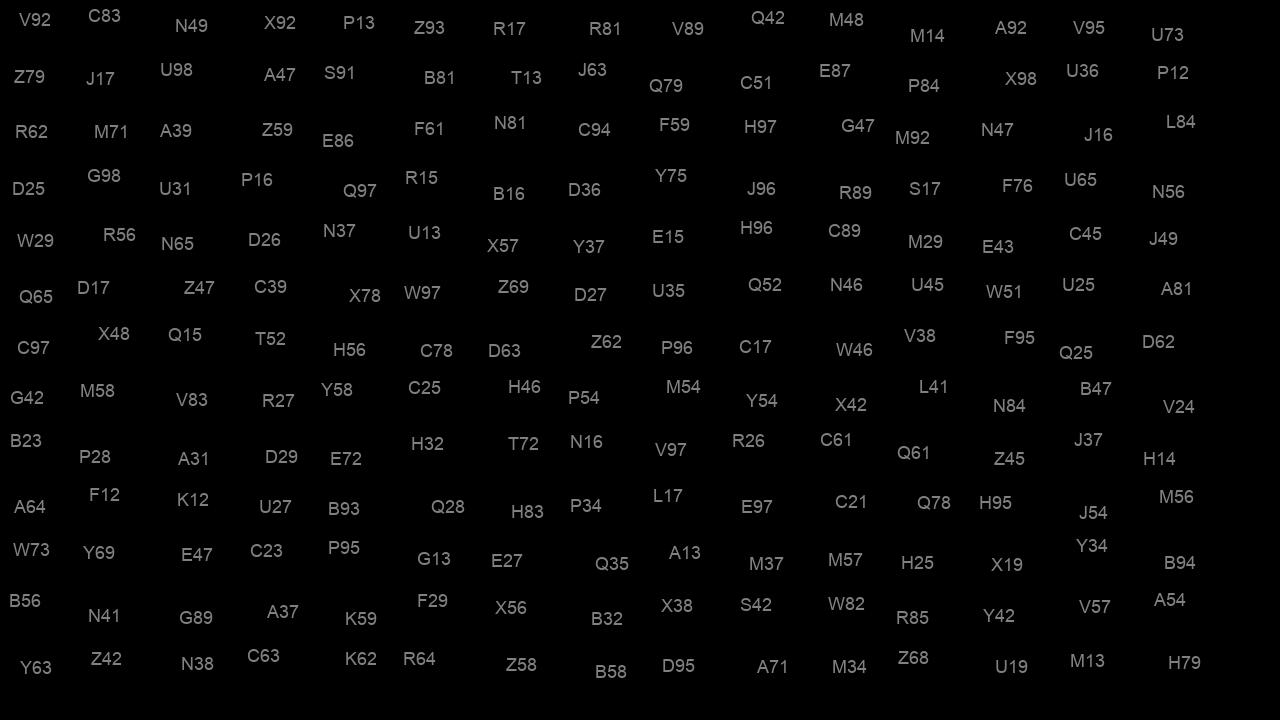 V92 C83 N49 X92 P13 Z93 R17 R81 V89 Q42 M48 M14 A92 V95 U73
Z79 J17 U98 A47 S91 B81 T13 J63 Q79 C51 E87 P84 X98 U36 P12
R62 M71 A39 Z59 E86 F61 N81 C94 F59 H97 G47 M92 N47 J16 L84
D25 G98 U31 P16 Q97 R15 B16 D36 Y75 J96 R89 S17 F76 U65 N56
W29 R56 N65 D26 N37 U13 X57 Y37 E15 H96 C89 M29 E43 C45 J49
Q65 D17 Z47 C39 X78 W97 Z69 D27 U35 Q52 N46 U45 W51 U25 A81
C97 X48 Q15 T52 H56 C78 D63 Z62 P96 C17 W46 V38 F95 Q25 D62
G42 M58 V83 R27 Y58 C25 H46 P54 M54 Y54 X42 L41 N84 B47 V24
B23 P28 A31 D29 E72 H32 T72 N16 V97 R26 C61 Q61 Z45 J37 H14
A64 F12 K12 U27 B93 Q28 H83 P34 L17 E97 C21 Q78 H95 J54 M56
W73 Y69 E47 C23 P95 G13 E27 Q35 A13 M37 M57 H25 X19 Y34 B94
B56 N41 G89 A37 K59 F29 X56 B32 X38 S42 W82 R85 Y42 V57 A54
Y63 Z42 N38 C63 K62 R64 Z58 B58 D95 A71 M34 Z68 U19 M13 H79